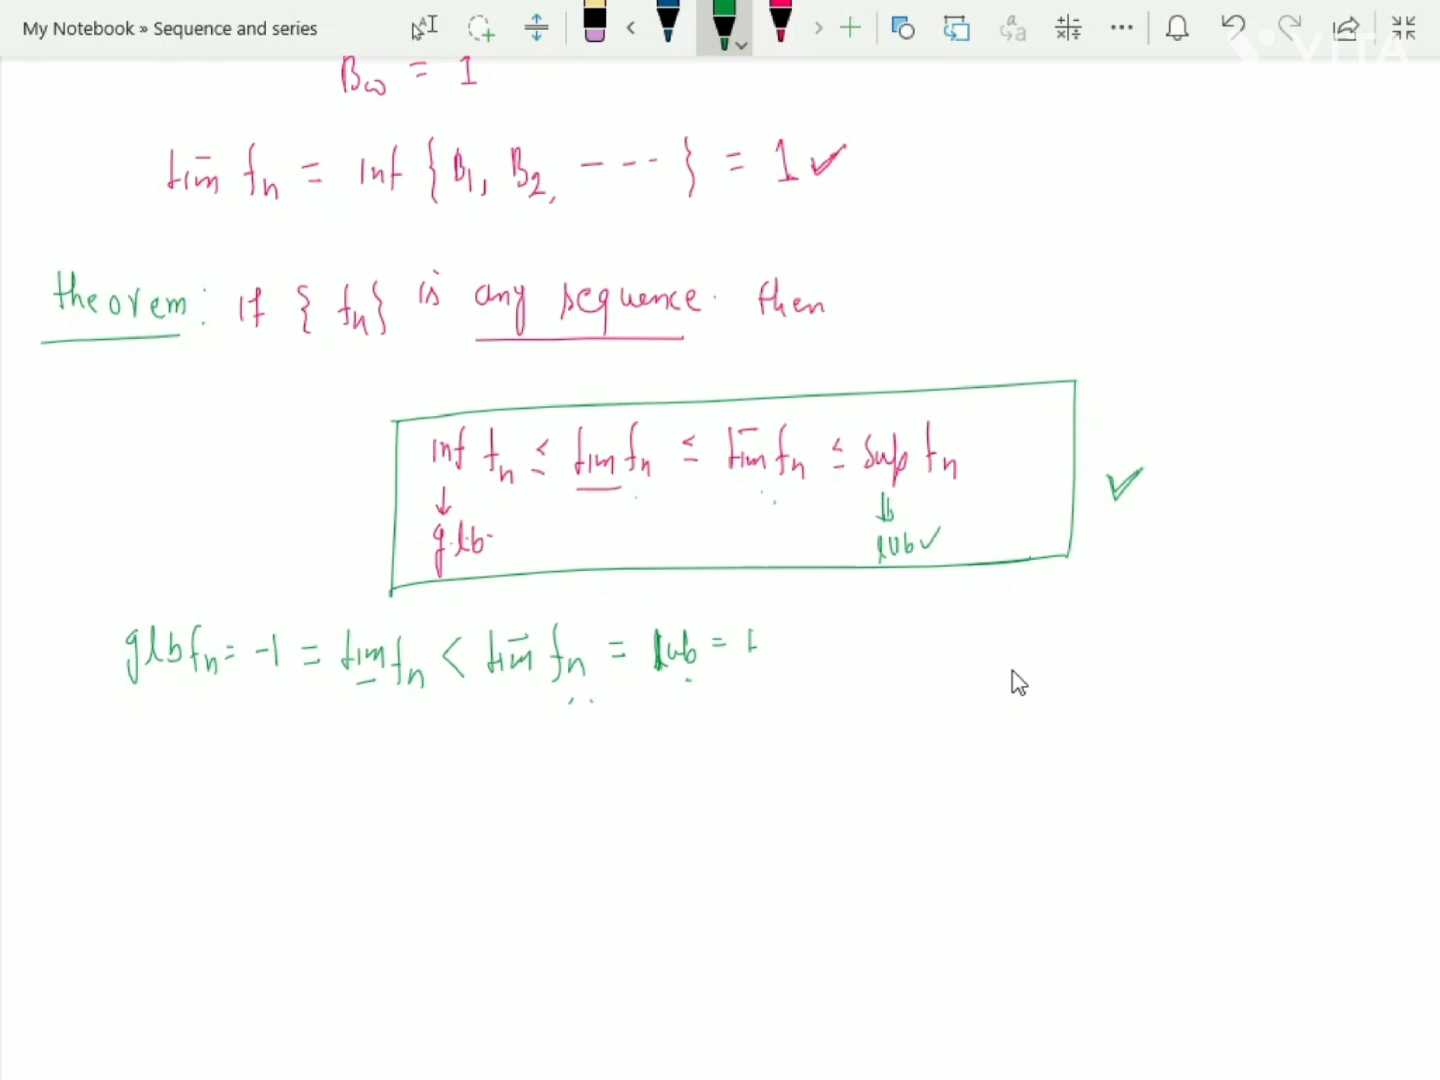 My Notebook » Sequence and series
VITA
B∞ = 1
lim̅ fn = inf { B1, B2, ---- } = 1 ✓
theorem: If { fn } is any sequence. then
inf fn ≤ lim̲ fn ≤ lim̅ fn ≤ sup fn ✓
↓ ⇓
g.l.b. lub ✓
glb fn = -1 = lim̲ fn < lim̅ fn = lub = 1